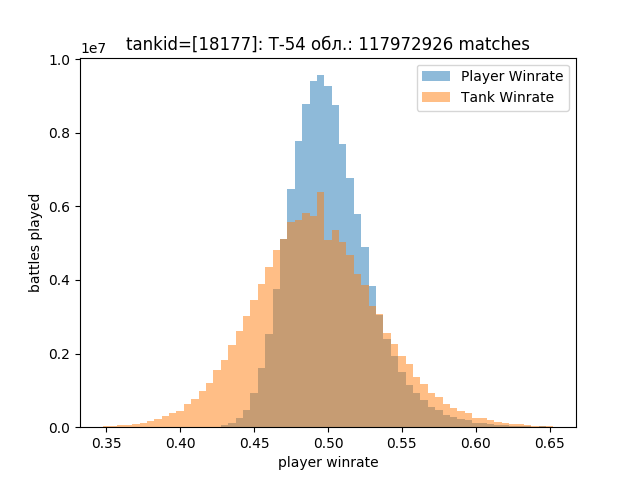 tankid=[18177]: Т-54 обл.: 117972926 matches
1e7
Player Winrate
Tank Winrate
1.0
0.8
0.6
0.4
0.2
0.0
battles played
0.35 0.40 0.45 0.50 0.55 0.60 0.65
player winrate